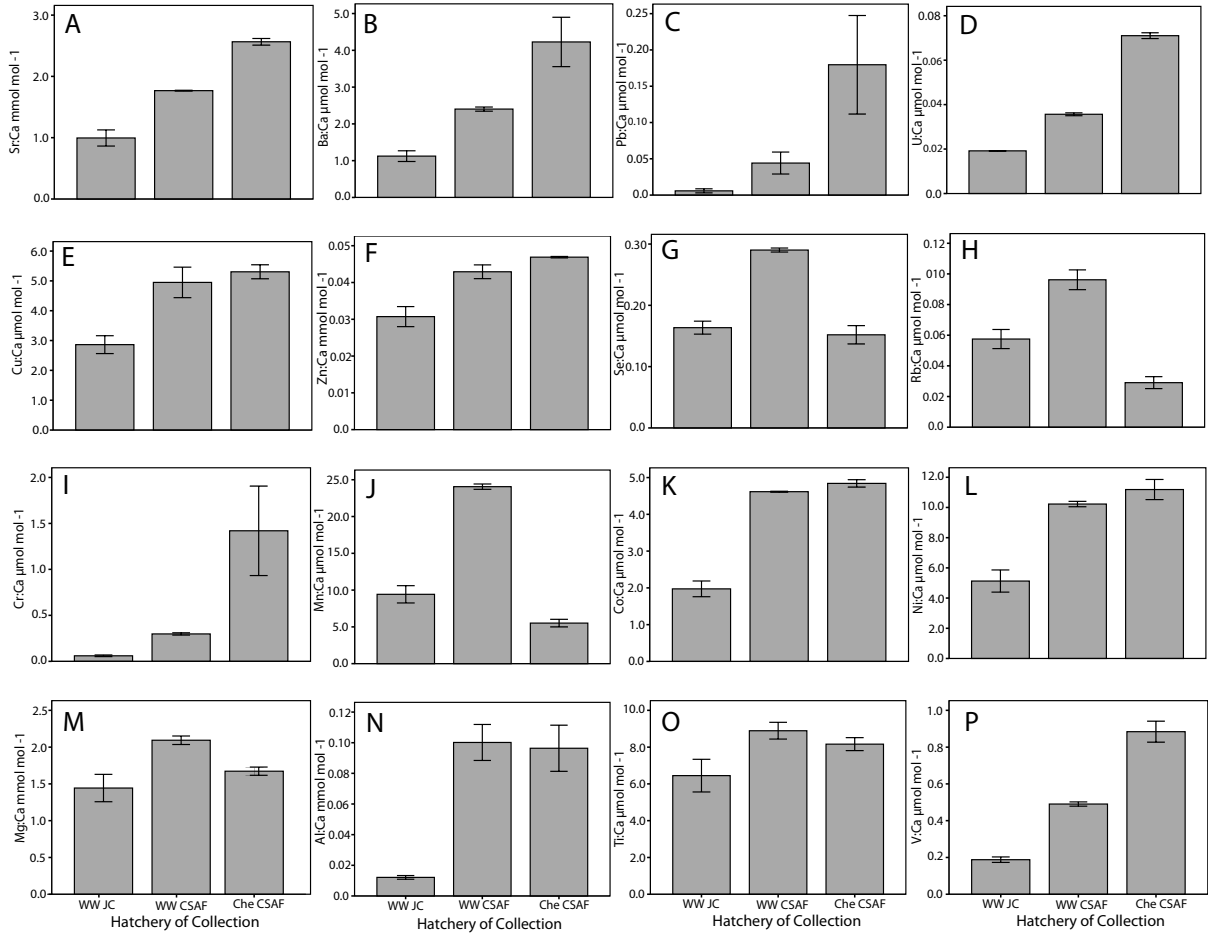 A
Sr:Ca mmol mol -1
3.0
2.0
1.0
0.0
B
Ba:Ca µmol mol -1
5.0
4.0
3.0
2.0
1.0
0.0
C
Pb:Ca µmol mol -1
0.25
0.20
0.15
0.10
0.05
0.0
D
U:Ca µmol mol -1
0.08
0.06
0.04
0.02
0.0
E
Cu:Ca µmol mol -1
6.0
5.0
4.0
3.0
2.0
1.0
0.0
F
Zn:Ca mmol mol -1
0.05
0.04
0.03
0.02
0.01
0.0
G
Se:Ca µmol mol -1
0.30
0.20
0.10
0.00
H
Rb:Ca µmol mol -1
0.12
0.10
0.08
0.06
0.04
0.02
0.0
I
Cr:Ca µmol mol -1
2.0
1.5
1.0
0.5
0.0
J
Mn:Ca µmol mol -1
25.0
20.0
15.0
10.0
5.0
0.0
K
Co:Ca µmol mol -1
5.0
4.0
3.0
2.0
1.0
0.0
L
Ni:Ca µmol mol -1
12.0
10.0
8.0
6.0
4.0
2.0
0.0
M
Mg:Ca mmol mol -1
2.5
2.0
1.5
1.0
0.5
0.0
WW JC WW CSAF Che CSAF
Hatchery of Collection
N
Al:Ca mmol mol -1
0.12
0.10
0.08
0.06
0.04
0.02
0.0
WW JC WW CSAF Che CSAF
Hatchery of Collection
O
Ti:Ca µmol mol -1
10.0
8.0
6.0
4.0
2.0
0.0
WW JC WW CSAF Che CSAF
Hatchery of Collection
P
V:Ca µmol mol -1
1.0
0.8
0.6
0.4
0.2
0.0
WW JC WW CSAF Che CSAF
Hatchery of Collection